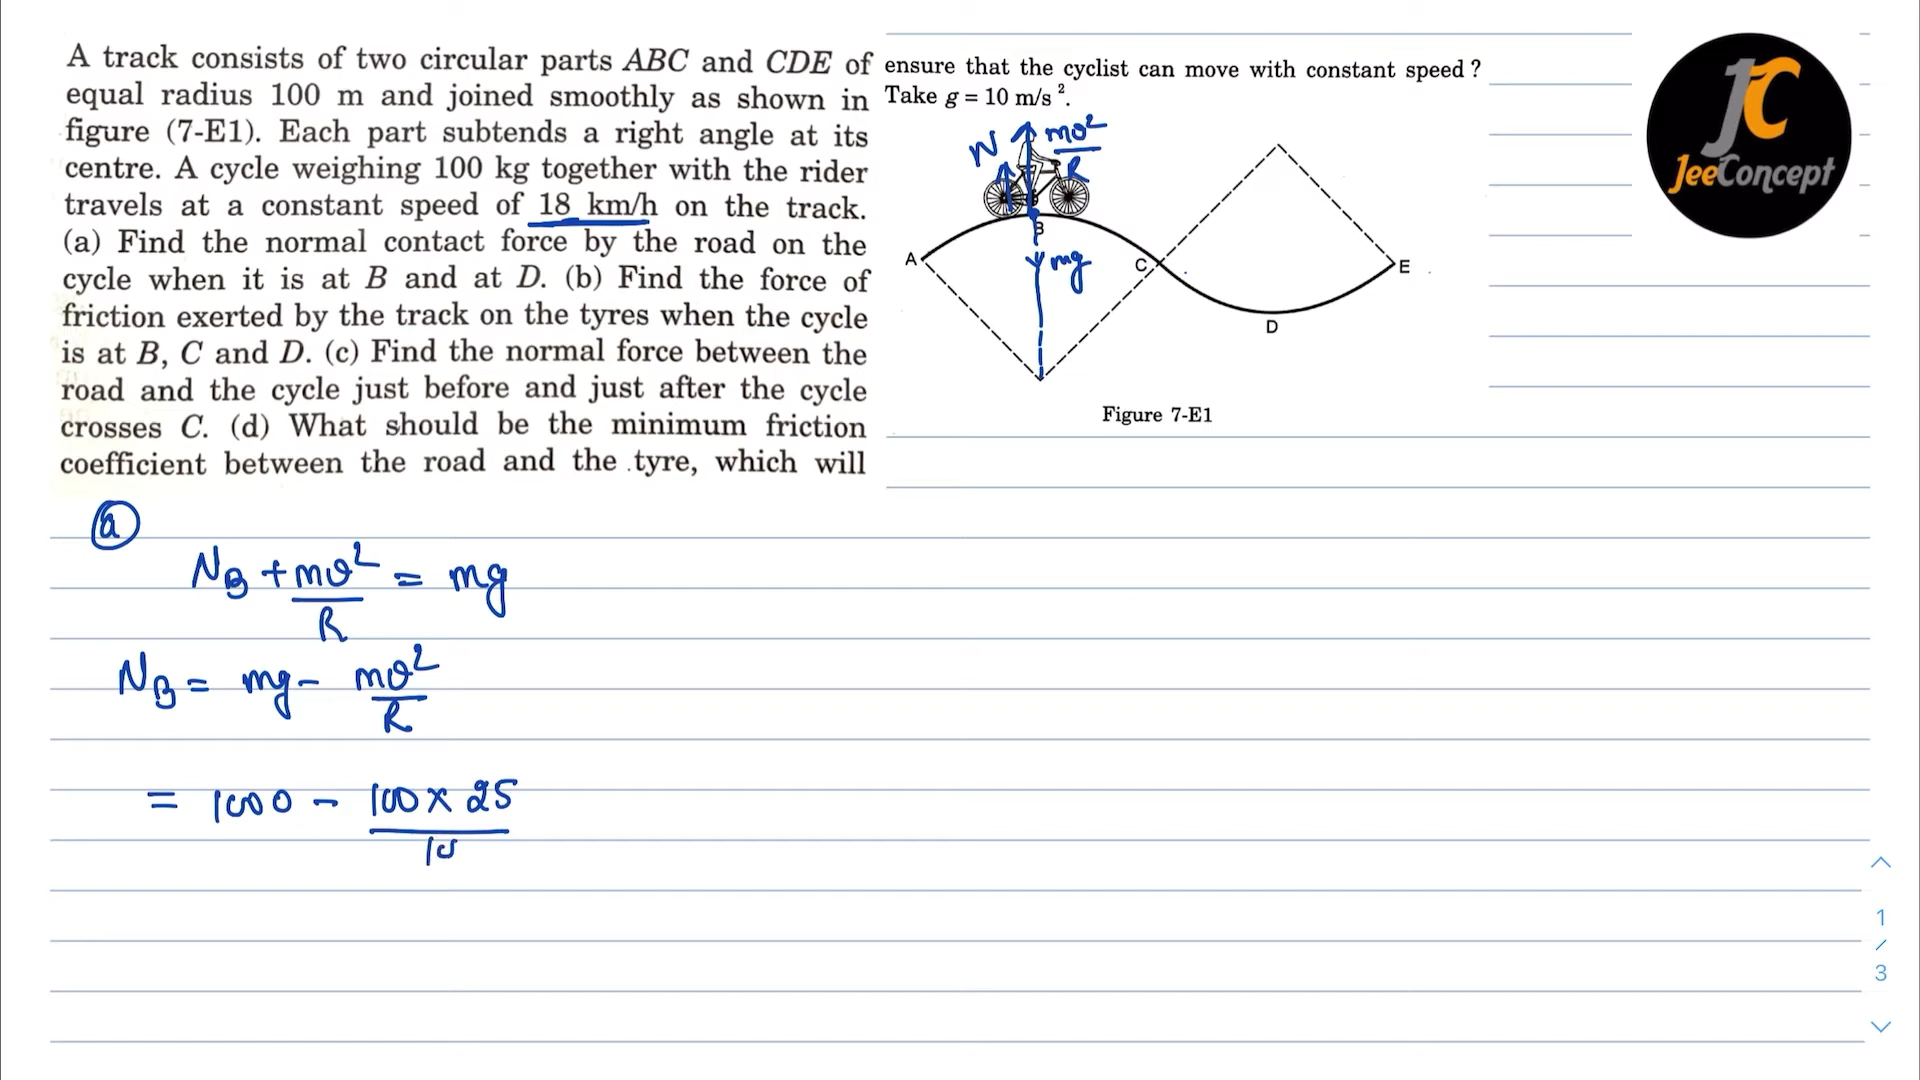 A track consists of two circular parts ABC and CDE of
equal radius 100 m and joined smoothly as shown in
figure (7-E1). Each part subtends a right angle at its
centre. A cycle weighing 100 kg together with the rider
travels at a constant speed of 18 km/h on the track.
(a) Find the normal contact force by the road on the
cycle when it is at B and at D. (b) Find the force of
friction exerted by the track on the tyres when the cycle
is at B, C and D. (c) Find the normal force between the
road and the cycle just before and just after the cycle
crosses C. (d) What should be the minimum friction
coefficient between the road and the tyre, which will
ensure that the cyclist can move with constant speed ?
Take g = 10 m/s².
N mv²/R
B
A mg C E
D
Figure 7-E1
JC
JeeConcept
(a)
N_B + mv²/R = mg
N_B = mg - mv²/R
= 1000 - 100 × 25 /
1
/
3